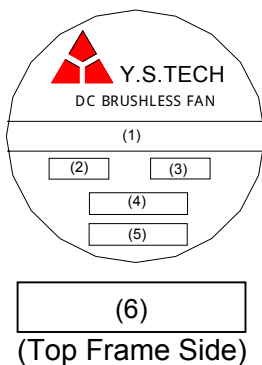 Y.S.TECH
DC BRUSHLESS FAN
(1)
(2) (3)
(4)
(5)
(6)
(Top Frame Side)